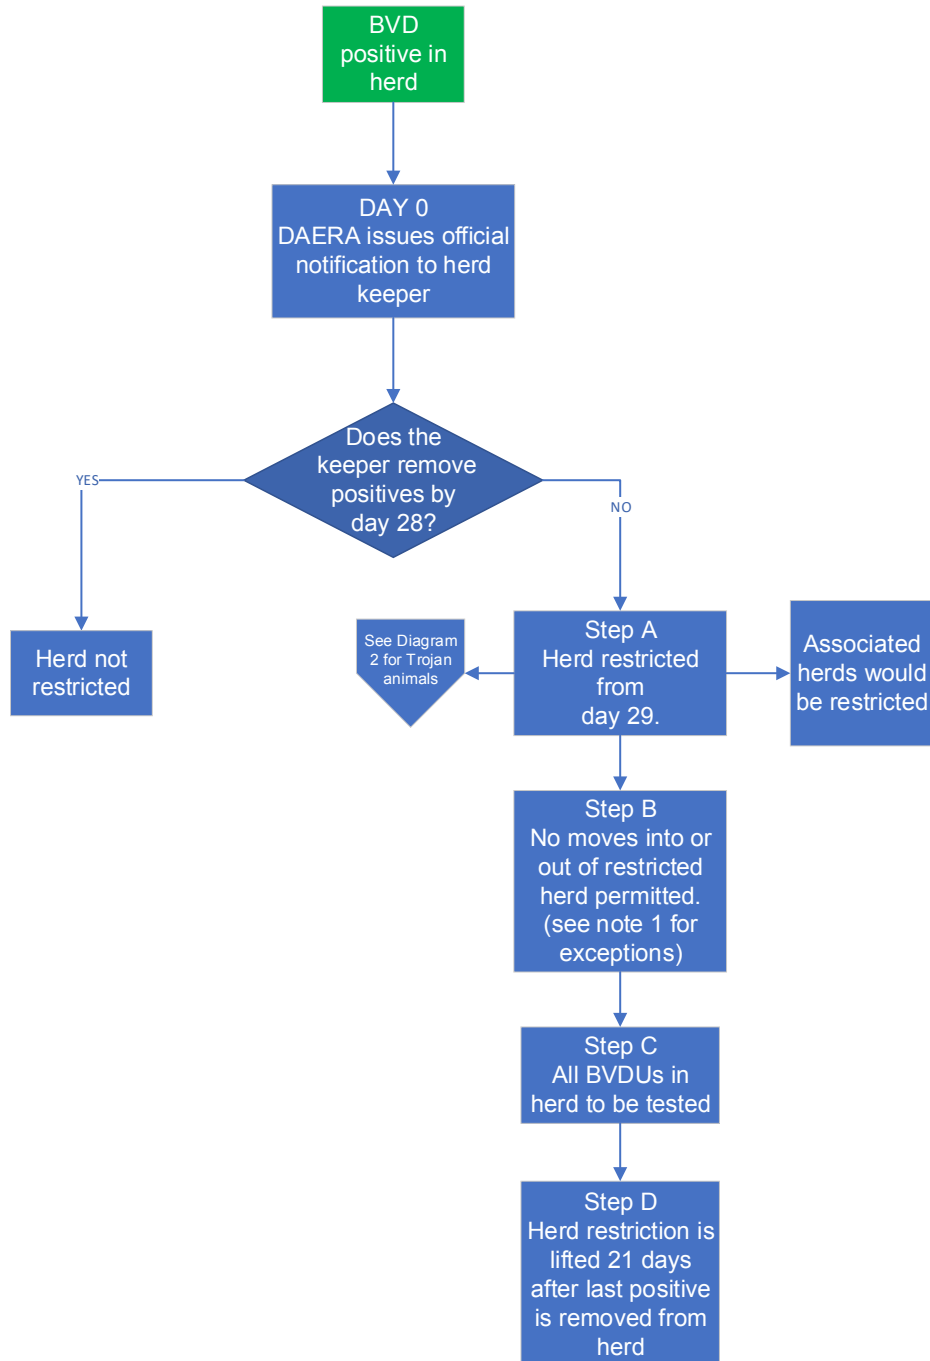 BVD
positive in
herd
DAY 0
DAERA issues official
notification to herd
keeper
Does the
keeper remove
positives by
day 28?
YES
NO
Herd not
restricted
See Diagram
2 for Trojan
animals
Step A
Herd restricted
from
day 29.
Associated
herds would
be restricted
Step B
No moves into or
out of restricted
herd permitted.
(see note 1 for
exceptions)
Step C
All BVDUs in
herd to be tested
Step D
Herd restriction is
lifted 21 days
after last positive
is removed from
herd